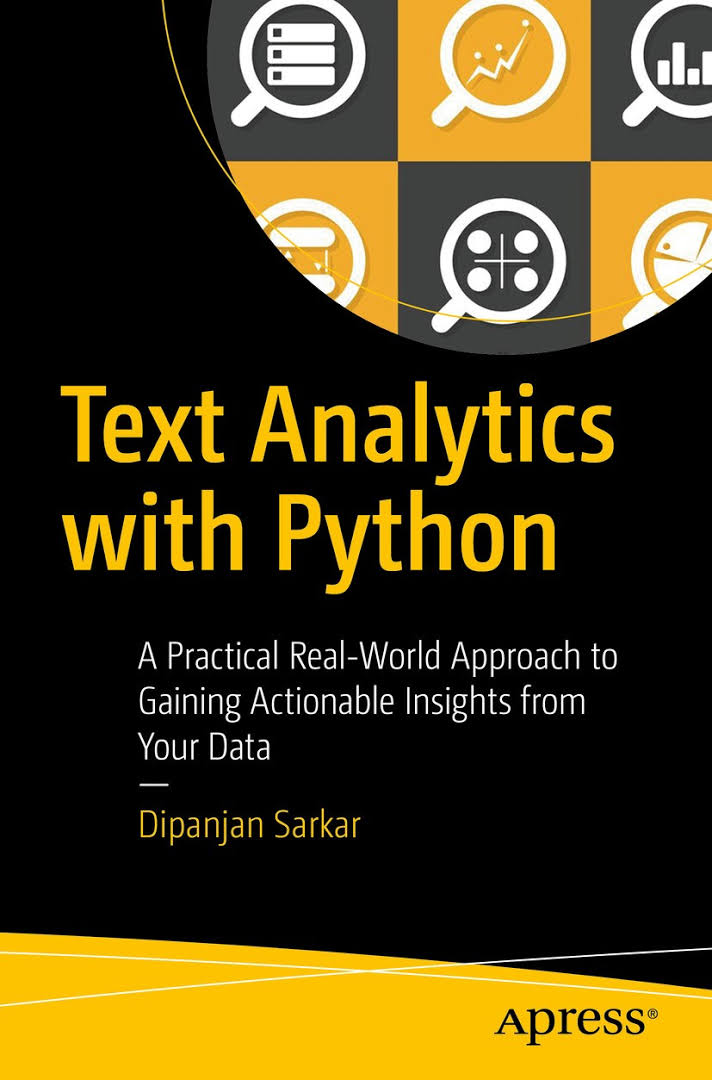 Text Analytics
with Python
A Practical Real-World Approach to
Gaining Actionable Insights from
Your Data
Dipanjan Sarkar
Apress®